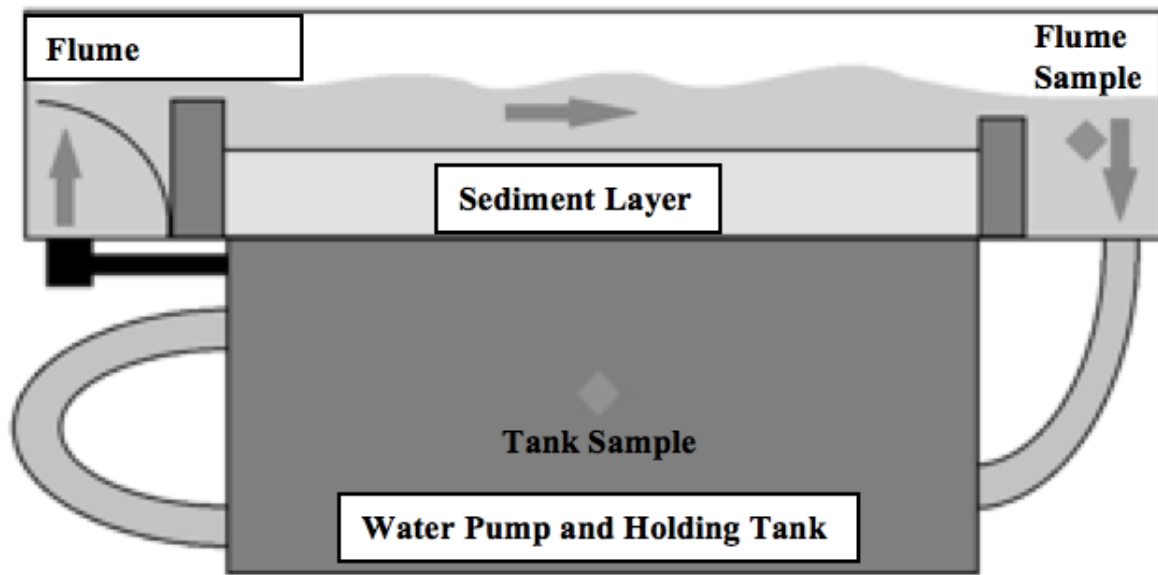 Flume
Flume
Sample
Sediment Layer
Tank Sample
Water Pump and Holding Tank